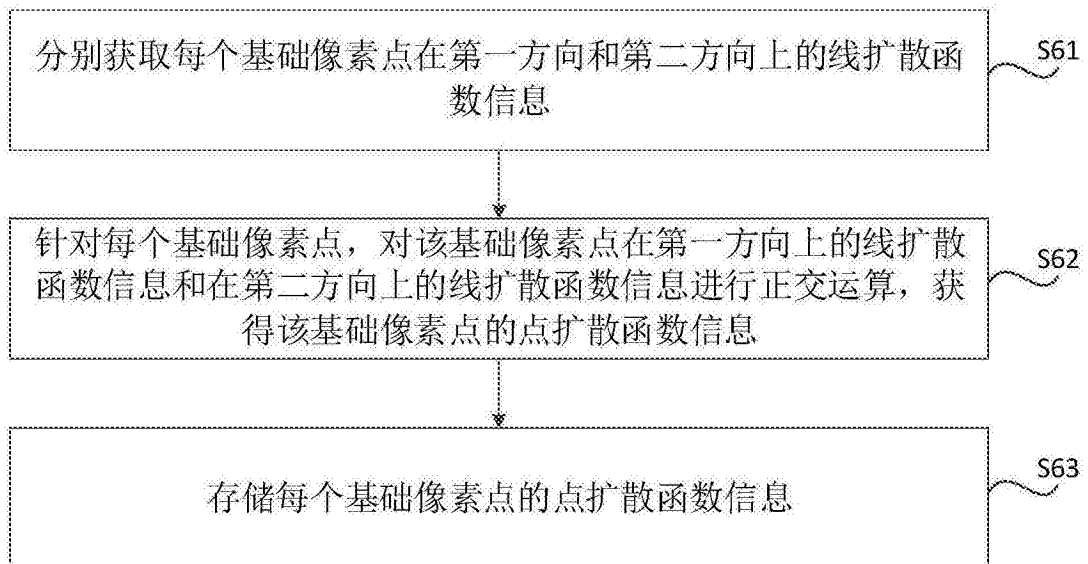 分别获取每个基础像素点在第一方向和第二方向上的线扩散函
数信息
S61
针对每个基础像素点，对该基础像素点在第一方向上的线扩散
函数信息和在第二方向上的线扩散函数信息进行正交运算，获
得该基础像素点的点扩散函数信息
S62
存储每个基础像素点的点扩散函数信息
S63